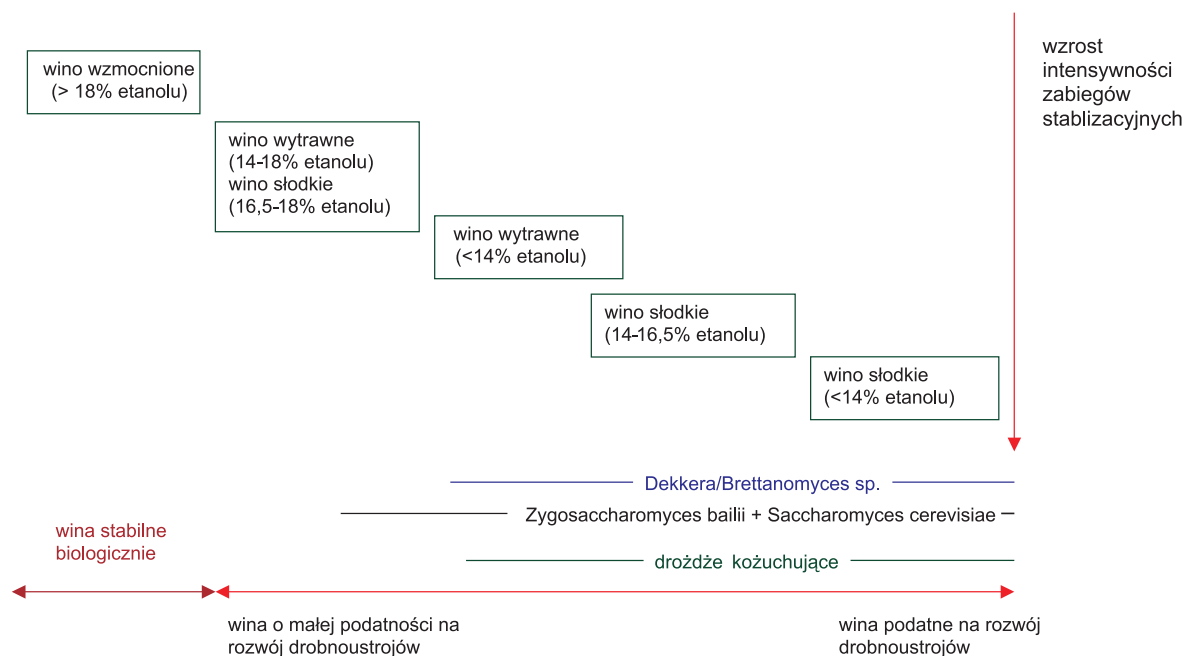 wino wzmocnione
(> 18% etanolu)
wzrost
intensywności
zabiegów
stablizacyjnych
wino wytrawne
(14-18% etanolu)
wino słodkie
(16,5-18% etanolu)
wino wytrawne
(<14% etanolu)
wino słodkie
(14-16,5% etanolu)
wino słodkie
(<14% etanolu)
Dekkera/Brettanomyces sp.
Zygosaccharomyces bailii + Saccharomyces cerevisiae
drożdże kożuchujące
wina stabilne
biologicznie
wina o małej podatności na
rozwój drobnoustrojów
wina podatne na rozwój
drobnoustrojów